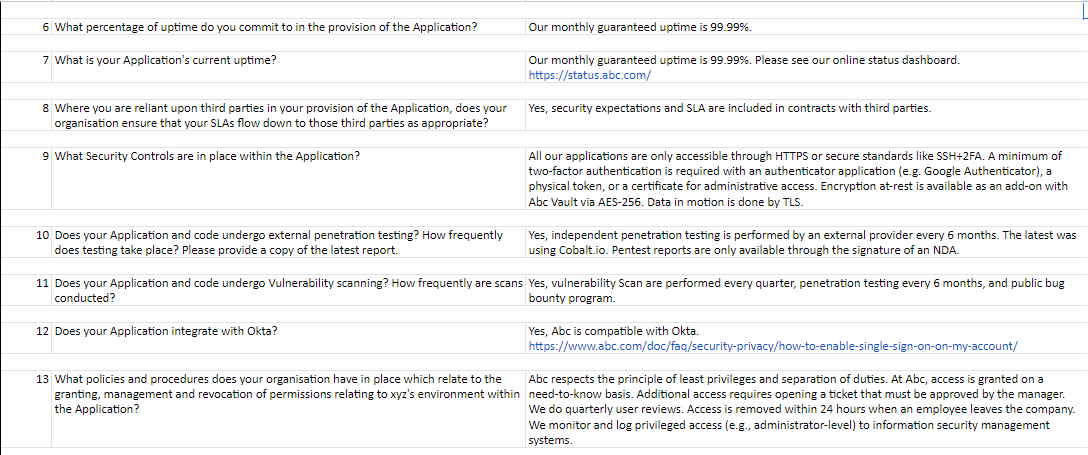 6 What percentage of uptime do you commit to in the provision of the Application? Our monthly guaranteed uptime is 99.99%.
7 What is your Application's current uptime? Our monthly guaranteed uptime is 99.99%. Please see our online status dashboard.
https://status.abc.com/
8 Where you are reliant upon third parties in your provision of the Application, does your
organisation ensure that your SLAs flow down to those third parties as appropriate?
Yes, security expectations and SLA are included in contracts with third parties.
9 What Security Controls are in place within the Application?
All our applications are only accessible through HTTPS or secure standards like SSH+2FA. A minimum of
two-factor authentication is required with an authenticator application (e.g. Google Authenticator), a
physical token, or a certificate for administrative access. Encryption at-rest is available as an add-on with
Abc Vault via AES-256. Data in motion is done by TLS.
10 Does your Application and code undergo external penetration testing? How frequently
does testing take place? Please provide a copy of the latest report.
Yes, independent penetration testing is performed by an external provider every 6 months. The latest was
using Cobalt.io. Pentest reports are only available through the signature of an NDA.
11 Does your Application and code undergo Vulnerability scanning? How frequently are scans
conducted?
Yes, vulnerability Scan are performed every quarter, penetration testing every 6 months, and public bug
bounty program.
12 Does your Application integrate with Okta?
Yes, Abc is compatible with Okta.
https://www.abc.com/doc/faq/security-privacy/how-to-enable-single-sign-on-on-my-account/
13 What policies and procedures does your organisation have in place which relate to the
granting, management and revocation of permissions relating to xyz's environment within
the Application?
Abc respects the principle of least privileges and separation of duties. At Abc, access is granted on a
need-to-know basis. Additional access requires opening a ticket that must be approved by the manager.
We do quarterly user reviews. Access is removed within 24 hours when an employee leaves the company.
We monitor and log privileged access (e.g., administrator-level) to information security management
systems.